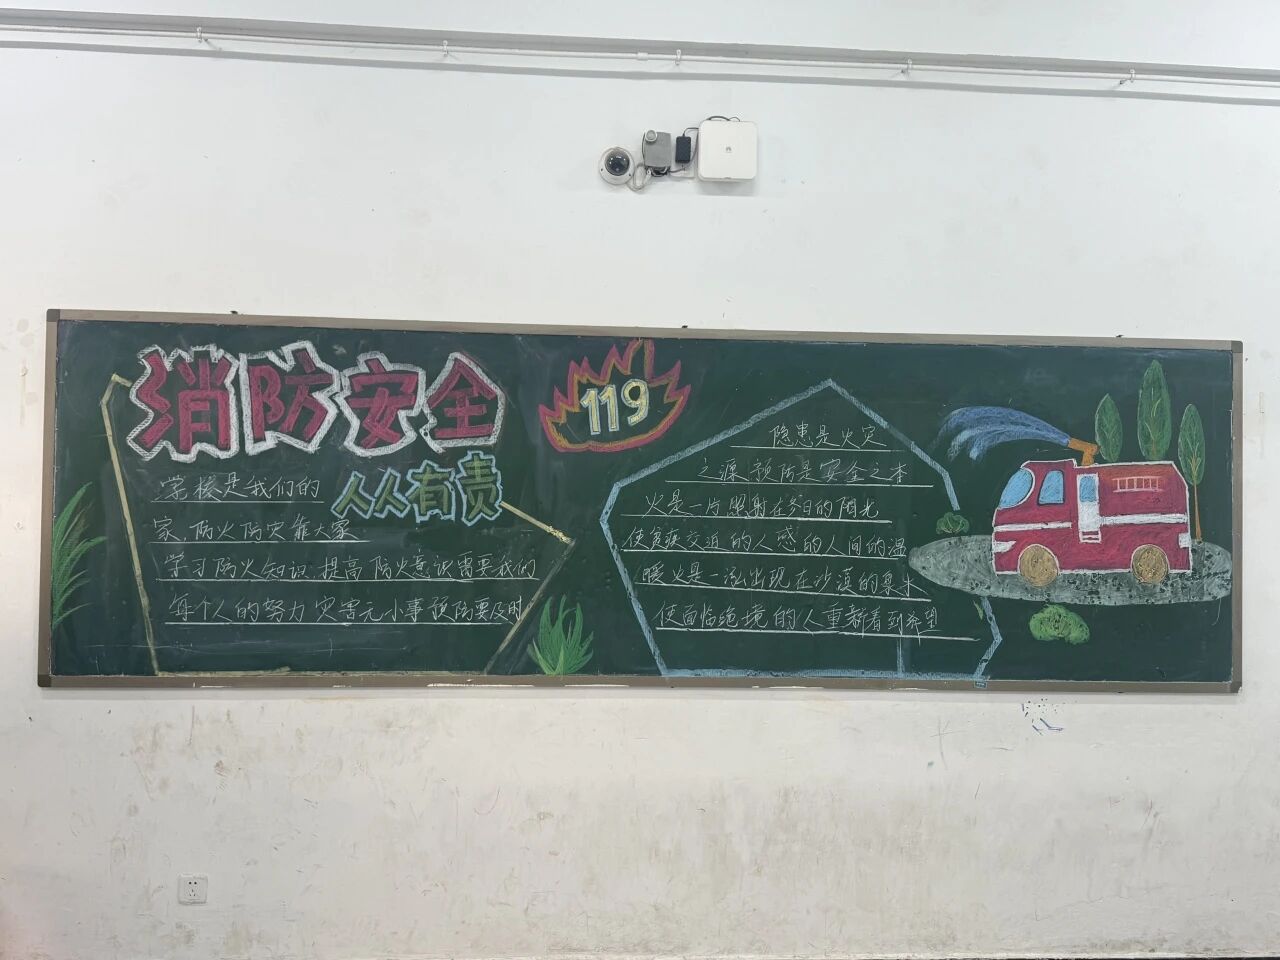 消防安全
人人有责
119
学校是我们的
家,防火防灾靠大家
学习防火知识 提高防火意识需要我们
每个人的努力 灾害无小事预防要及时
隐患是火灾
之源 预防是安全之本
火是一片照射在冬日的阳光
使贫疾交迫的人感的人间的温
暖火是一泓出现在沙漠的泉水
使面临绝境的人重新看到希望